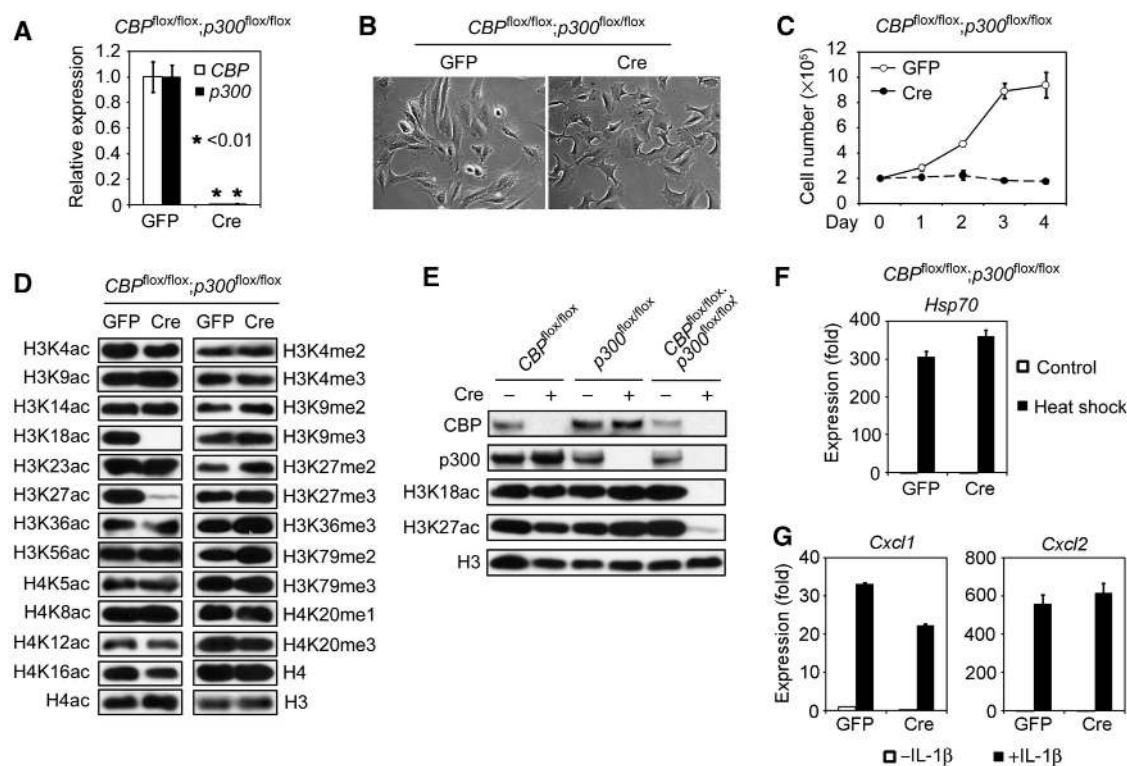 A
CBPflox/flox;p300flox/flox
Relative expression
1.2
1.0
0.8
0.6
0.4
0.2
0
CBP
p300
* <0.01
* *
GFP Cre
B
CBPflox/flox;p300flox/flox
GFP Cre
C
CBPflox/flox;p300flox/flox
Cell number (×10⁵)
12
10
8
6
4
2
0
GFP
Cre
Day 0 1 2 3 4
D
CBPflox/flox;p300flox/flox
GFP Cre GFP Cre
H3K4ac H3K4me2
H3K9ac H3K4me3
H3K14ac H3K9me2
H3K18ac H3K9me3
H3K23ac H3K27me2
H3K27ac H3K27me3
H3K36ac H3K36me3
H3K56ac H3K79me2
H4K5ac H3K79me3
H4K8ac H4K20me1
H4K12ac H4K20me3
H4K16ac H4
H4ac H3
E
CBPflox/flox
p300flox/flox
CBPflox/flox;
p300flox/flox
Cre – + – + – +
CBP
p300
H3K18ac
H3K27ac
H3
F
CBPflox/flox;p300flox/flox
Hsp70
Expression (fold)
400
300
200
100
0
GFP Cre
Control
Heat shock
G
Cxcl1
Expression (fold)
40
30
20
10
0
GFP Cre
Cxcl2
800
600
400
200
0
GFP Cre
–IL-1β +IL-1β